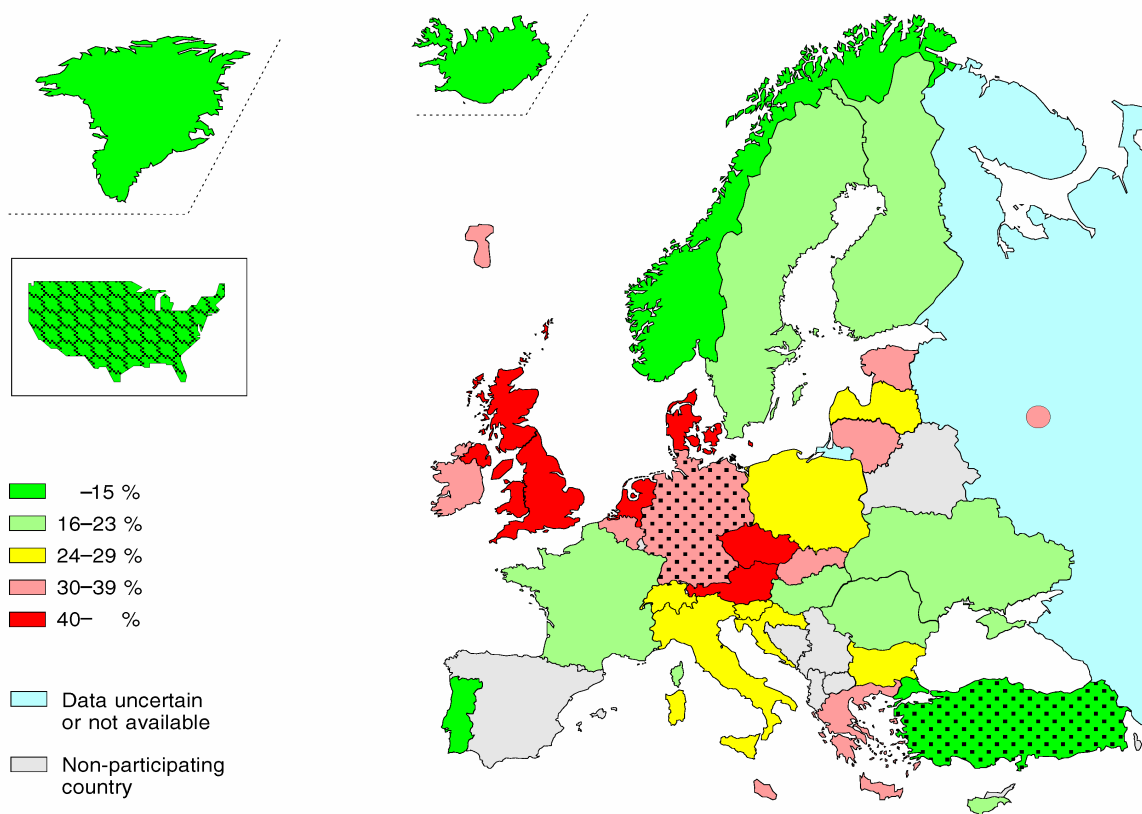 –15 %
16–23 %
24–29 %
30–39 %
40– %
Data uncertain
or not available
Non-participating
country